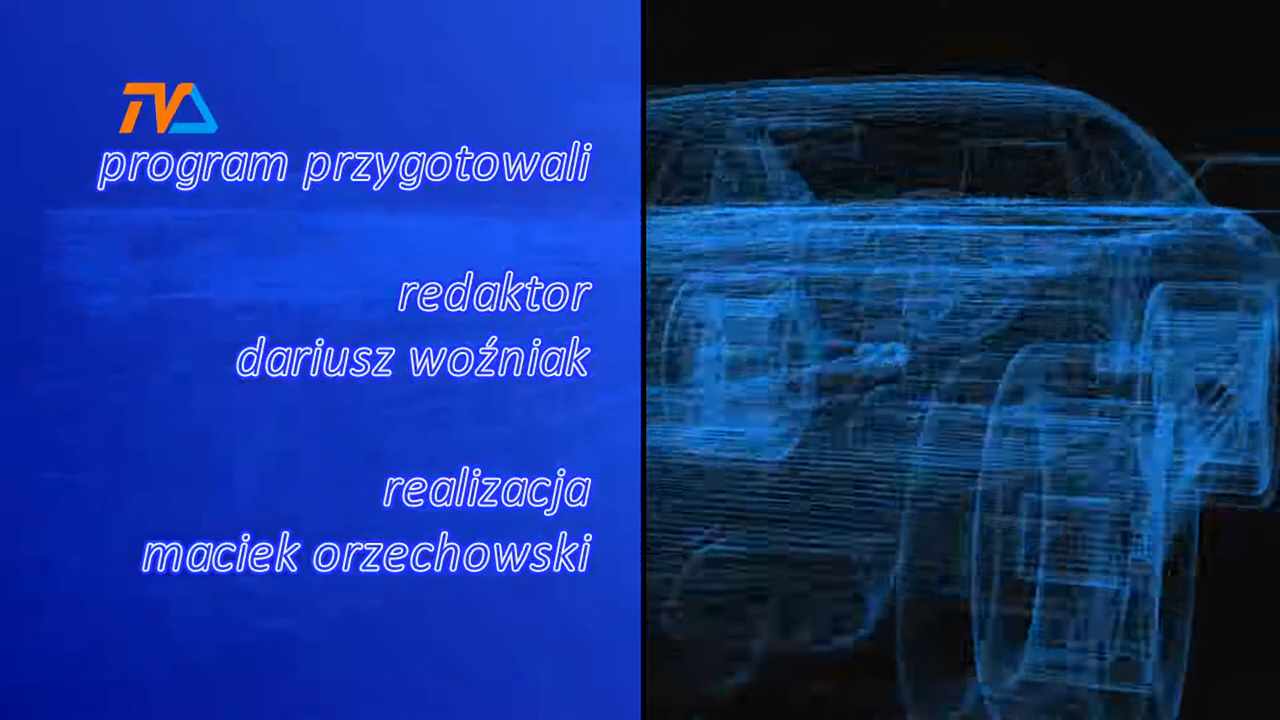 TVA
program przygotowali
redaktor
dariusz woźniak
realizacja
maciek orzechowski